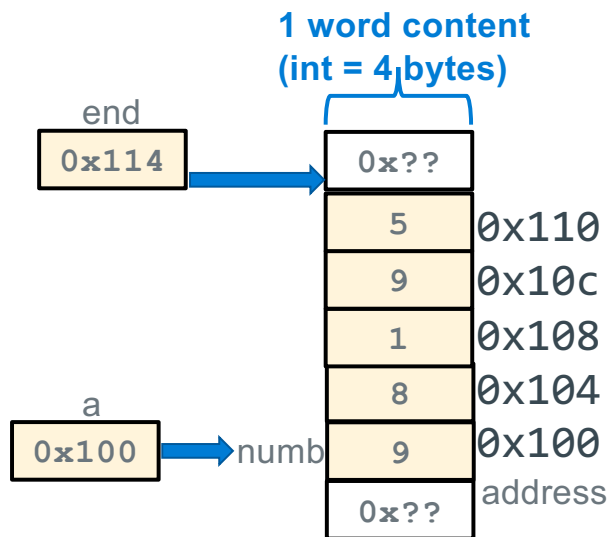 1 word content
(int = 4 bytes)
end
0x114
0x??
5 0x110
9 0x10c
1 0x108
8 0x104
a
0x100
numb 9 0x100
address
0x??